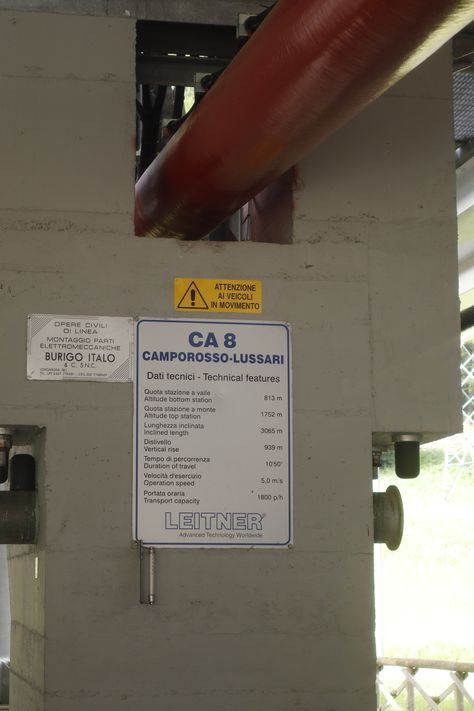 ATTENZIONE
AI VEICOLI
IN MOVIMENTO
OPERE CIVILI
DI LINEA
MONTAGGIO PARTI
ELETTROMECCANICHE
BURIGO ITALO
& C. S.N.C.
CA 8
CAMPOROSSO-LUSSARI
Dati tecnici - Technical features
Quota stazione a valle
Altitude bottom station 813 m
Quota stazione a monte
Altitude top station 1752 m
Lunghezza inclinata
Inclined length 3065 m
Dislivello
Vertical rise 939 m
Tempo di percorrenza
Duration of travel 10'50'
Velocità d'esercizio
Operation speed 5,0 m/s
Portata oraria
Transport capacity 1800 p/h
LEITNER
Advanced Technology Worldwide